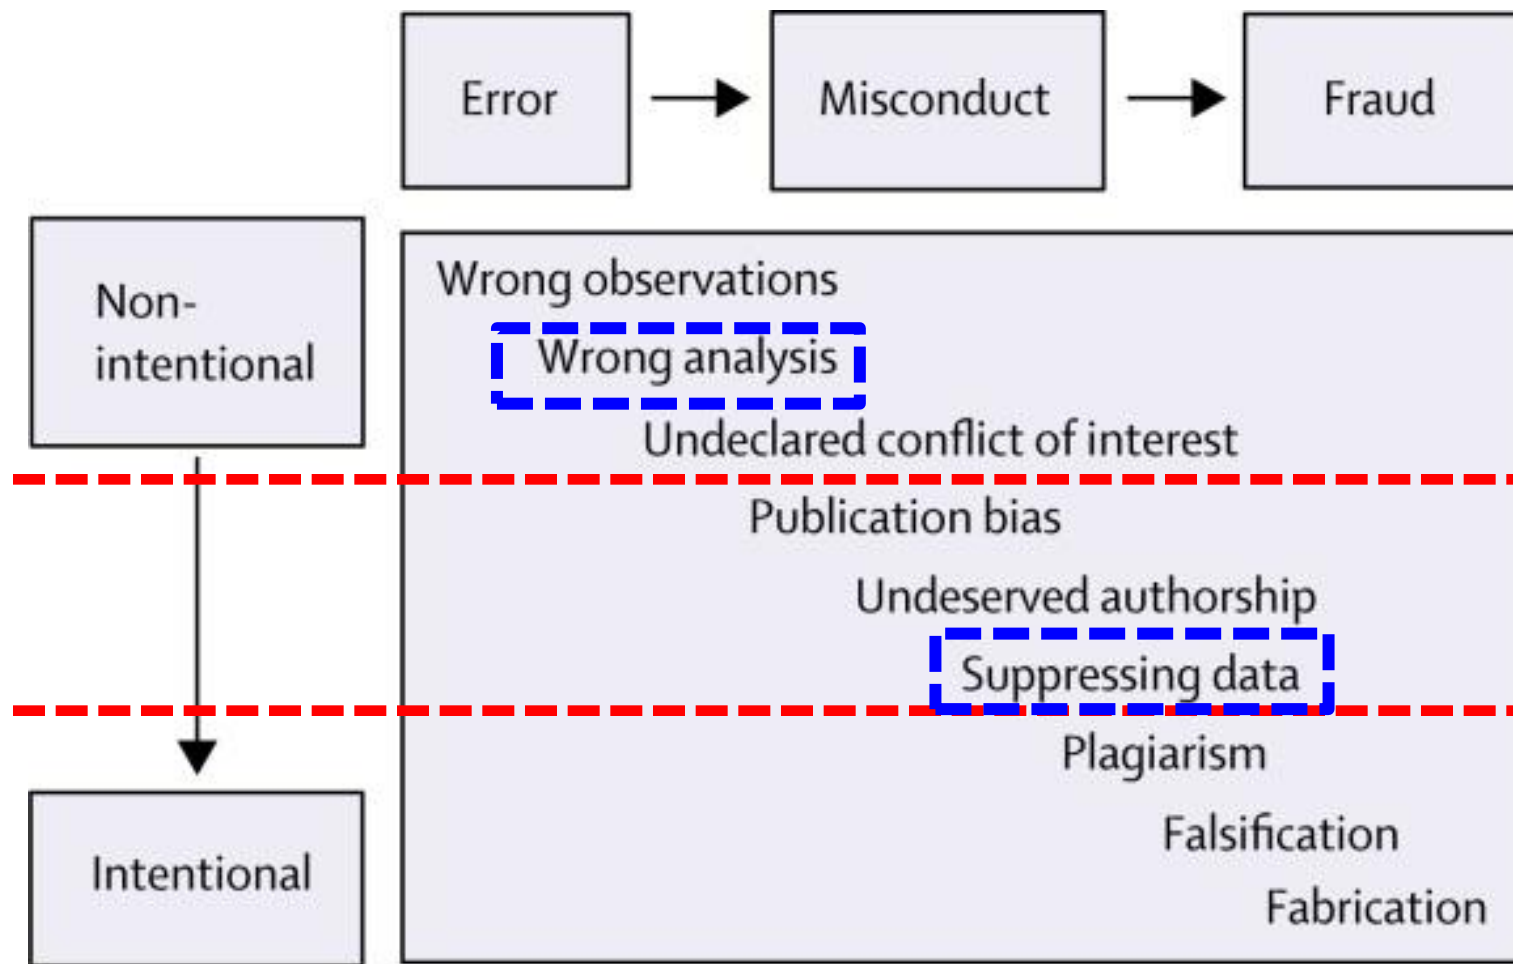 Error
Misconduct
Fraud
Non-
intentional
Wrong observations
Wrong analysis
Undeclared conflict of interest
Publication bias
Undeserved authorship
Suppressing data
Plagiarism
Falsification
Intentional
Fabrication